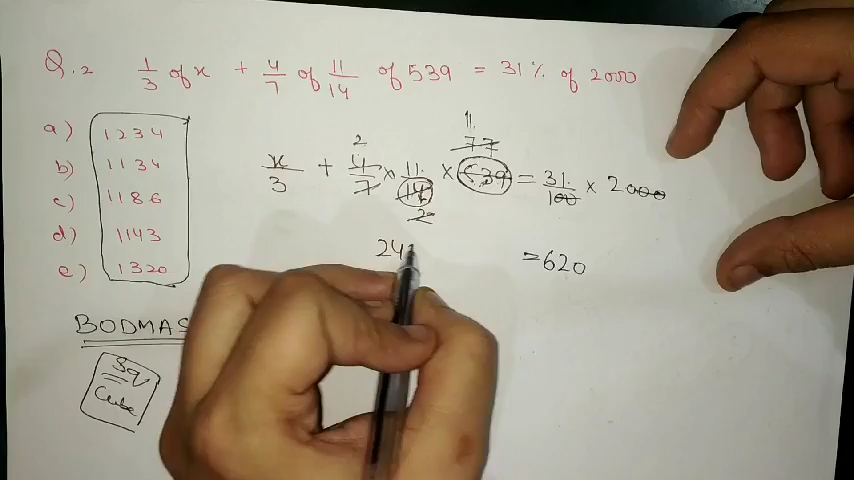 Q.2 1/3 of x + 4/7 of 11/14 of 539 = 31% of 2000
a) 1234
b) 1134
c) 1186
d) 1143
e) 1320
11
2 77
x/3 + 4/7 × 11/14 × 539 = 31/100 × 2000
2
24
= 620
BODMAS
Sq
Cube